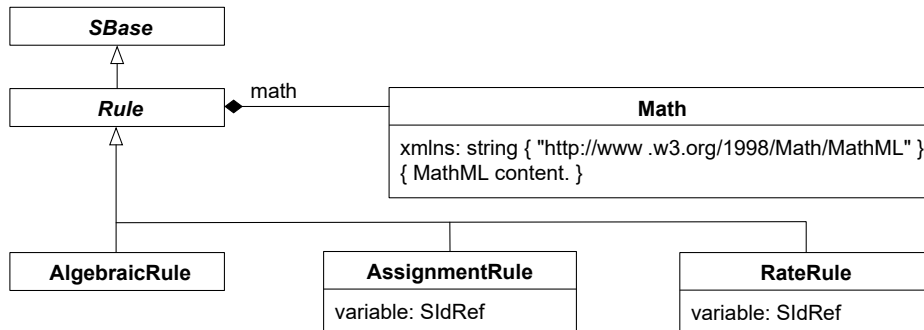 SBase
Rule
math
Math
xmlns: string { "http://www .w3.org/1998/Math/MathML" }
{ MathML content. }
AlgebraicRule
AssignmentRule
variable: SIdRef
RateRule
variable: SIdRef